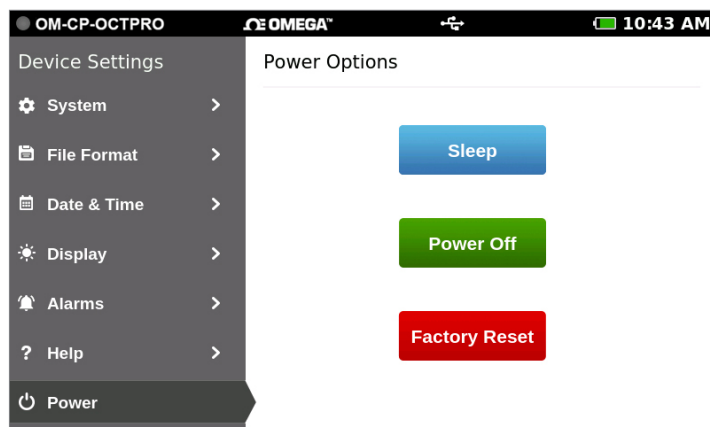 OM-CP-OCTPRO
Ω OMEGA™
10:43 AM
Device Settings
System
File Format
Date & Time
Display
Alarms
? Help
Power
Power Options
Sleep
Power Off
Factory Reset